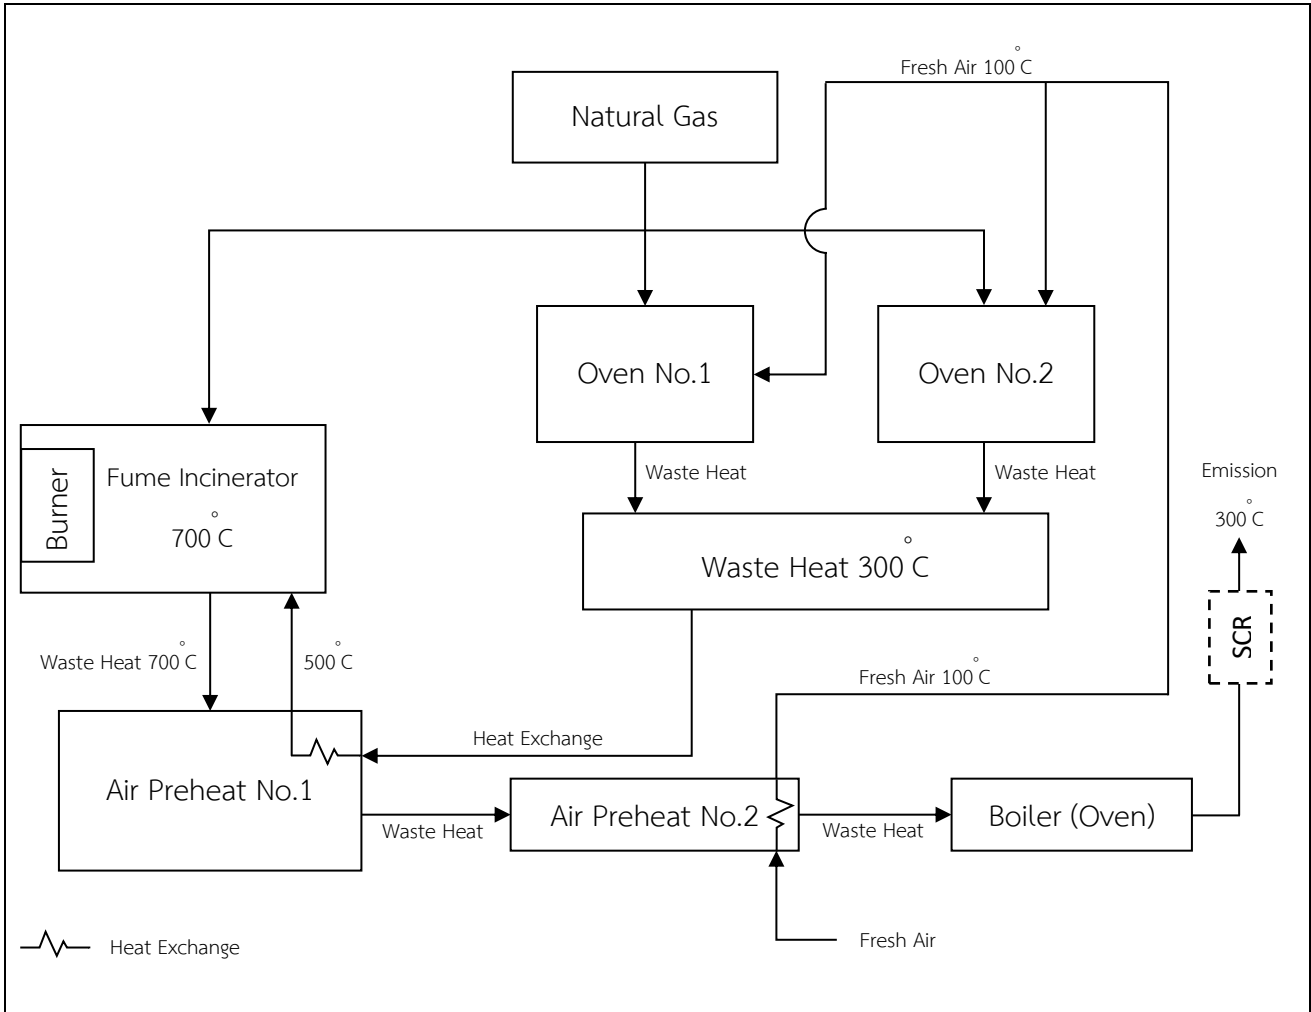 Fresh Air 100°C
Natural Gas
Oven No.1
Oven No.2
Burner
Fume Incinerator
700°C
Waste Heat
Waste Heat
Emission
300°C
Waste Heat 300°C
SCR
Waste Heat 700°C
500°C
Fresh Air 100°C
Heat Exchange
Air Preheat No.1
Air Preheat No.2
Boiler (Oven)
Waste Heat
Waste Heat
Fresh Air
Heat Exchange